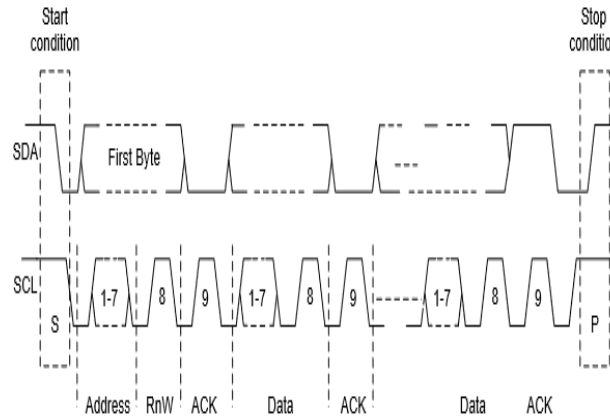 Start
condition
Stop
condition
SDA
First Byte
SCL
S
1-7
8
9
1-7
8
9
1-7
8
9
P
Address
RnW
ACK
Data
ACK
Data
ACK